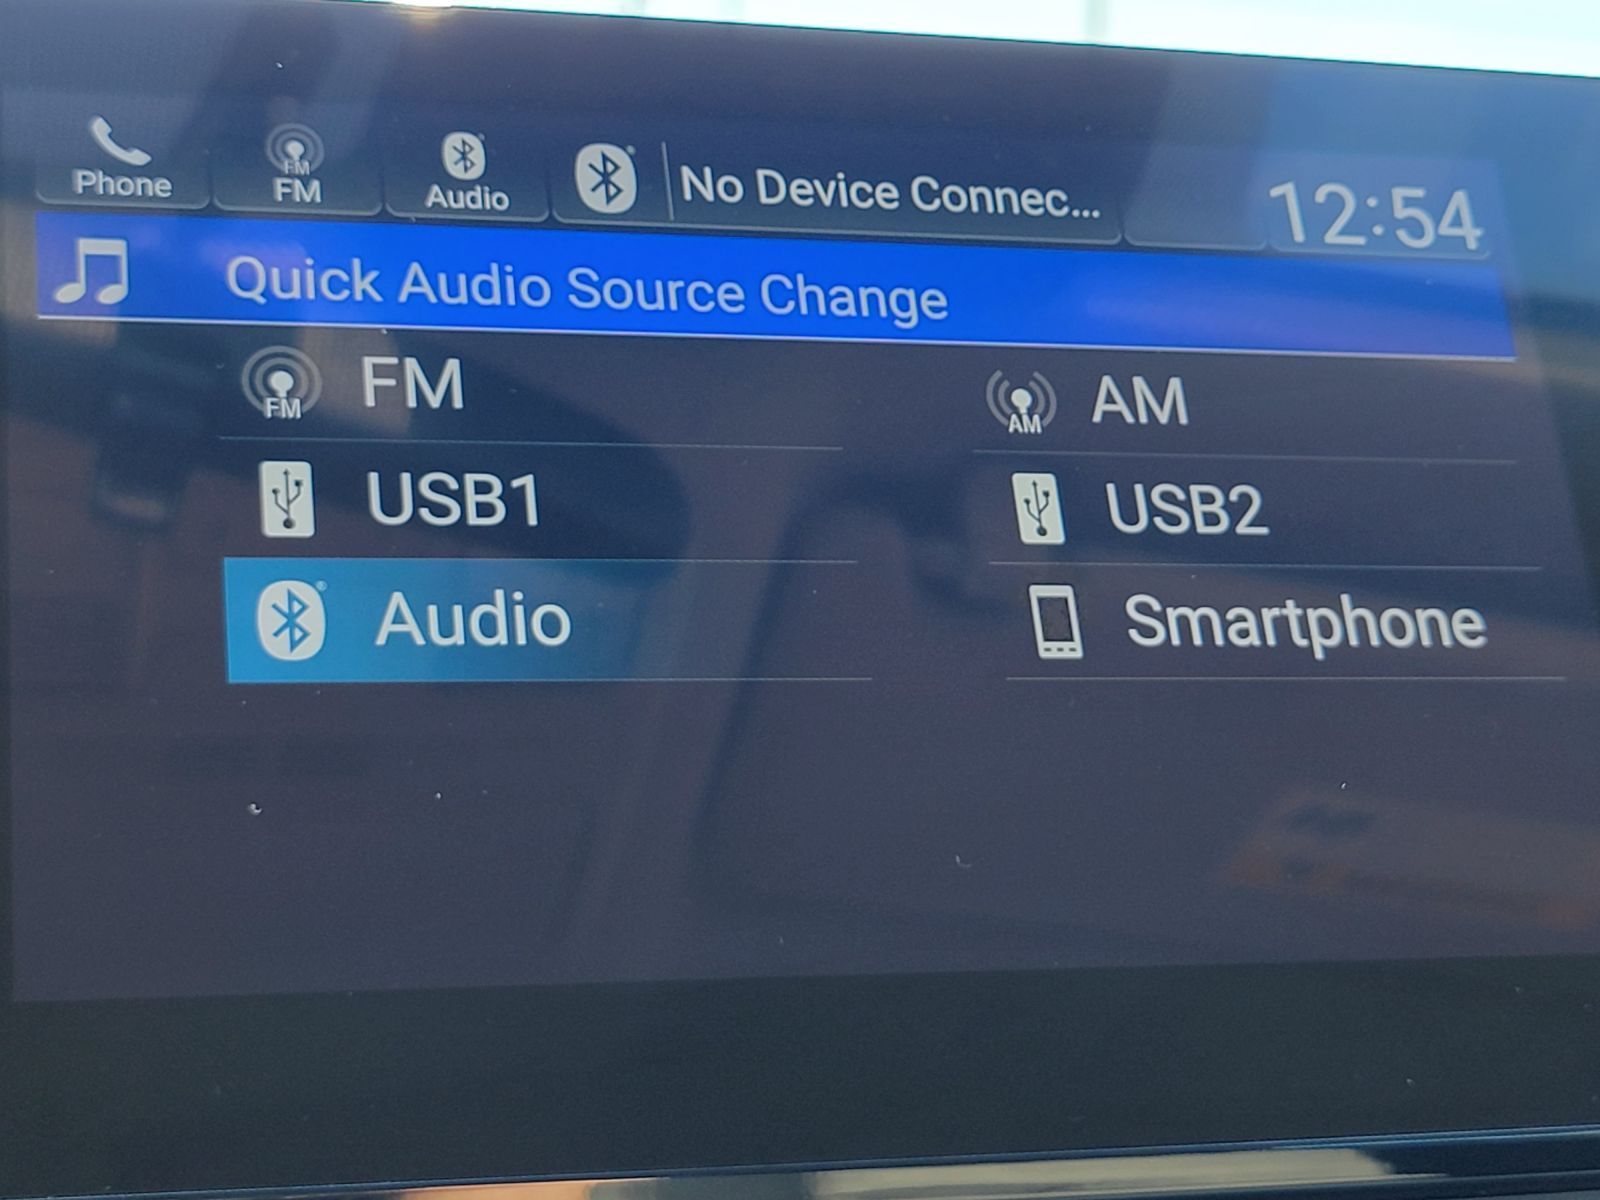 Phone
FM
FM
Audio
No Device Connec...
12:54
Quick Audio Source Change
FM
FM
AM
AM
USB1
USB2
Audio
Smartphone